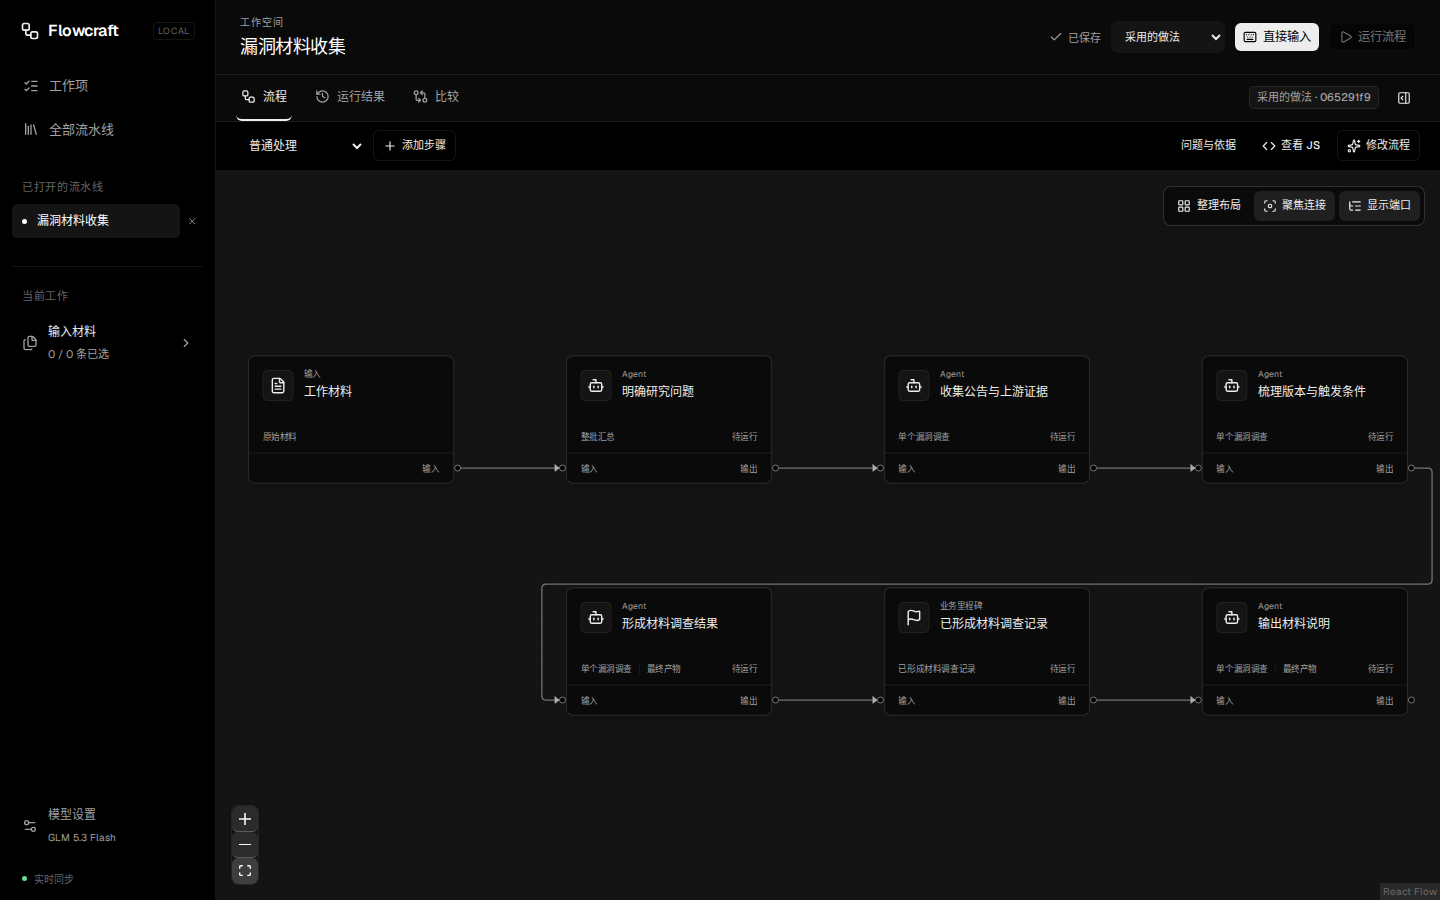 Flowcraft
LOCAL
工作项
全部流水线
已打开的流水线
漏洞材料收集
当前工作
输入材料
0 / 0 条已选
模型设置
GLM 5.3 Flash
实时同步
工作空间
漏洞材料收集
已保存
采用的做法
直接输入
运行流程
流程
运行结果
比较
采用的做法 · 065291f9
普通处理
添加步骤
问题与依据
查看 JS
修改流程
整理布局
聚焦连接
显示端口
输入
工作材料
原始材料
输入
Agent
明确研究问题
整批汇总
待运行
输入
输出
Agent
收集公告与上游证据
单个漏洞调查
待运行
输入
输出
Agent
梳理版本与触发条件
单个漏洞调查
待运行
输入
输出
Agent
形成材料调查结果
单个漏洞调查
最终产物
待运行
输入
输出
业务里程碑
已形成材料调查记录
已形成材料调查记录
待运行
输入
输出
Agent
输出材料说明
单个漏洞调查
最终产物
待运行
输入
输出
React Flow